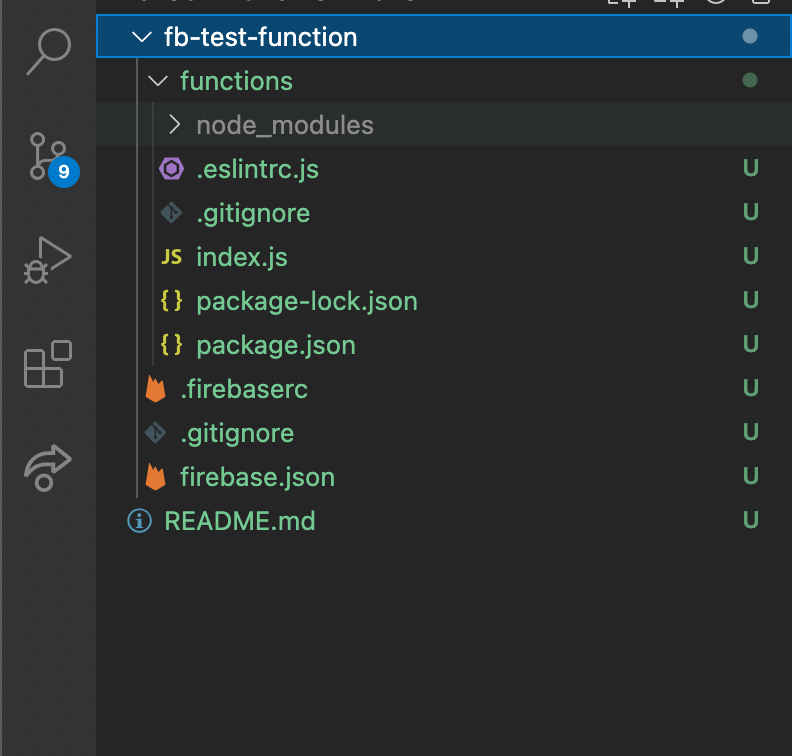 fb-test-function
functions
node_modules
.eslintrc.js U
.gitignore U
9
JS index.js U
{} package-lock.json U
{} package.json U
.firebaserc U
.gitignore U
firebase.json U
README.md U